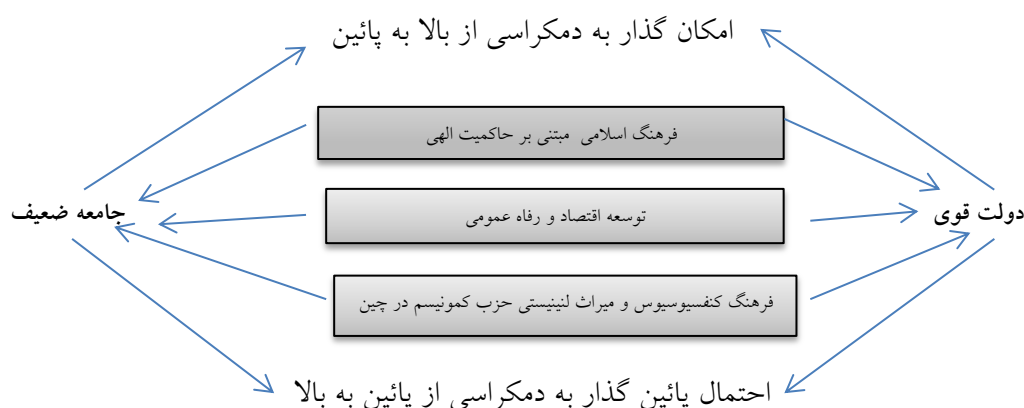 امکان گذار به دمکراسی از بالا به پائین
فرهنگ اسلامی مبتنی بر حاکمیت الهی
دولت قوی
توسعه اقتصاد و رفاه عمومی
جامعه ضعیف
فرهنگ کنفسیوسیوس و میراث لنینیستی حزب کمونیسم در چین
احتمال پائین گذار به دمکراسی از پائین به بالا